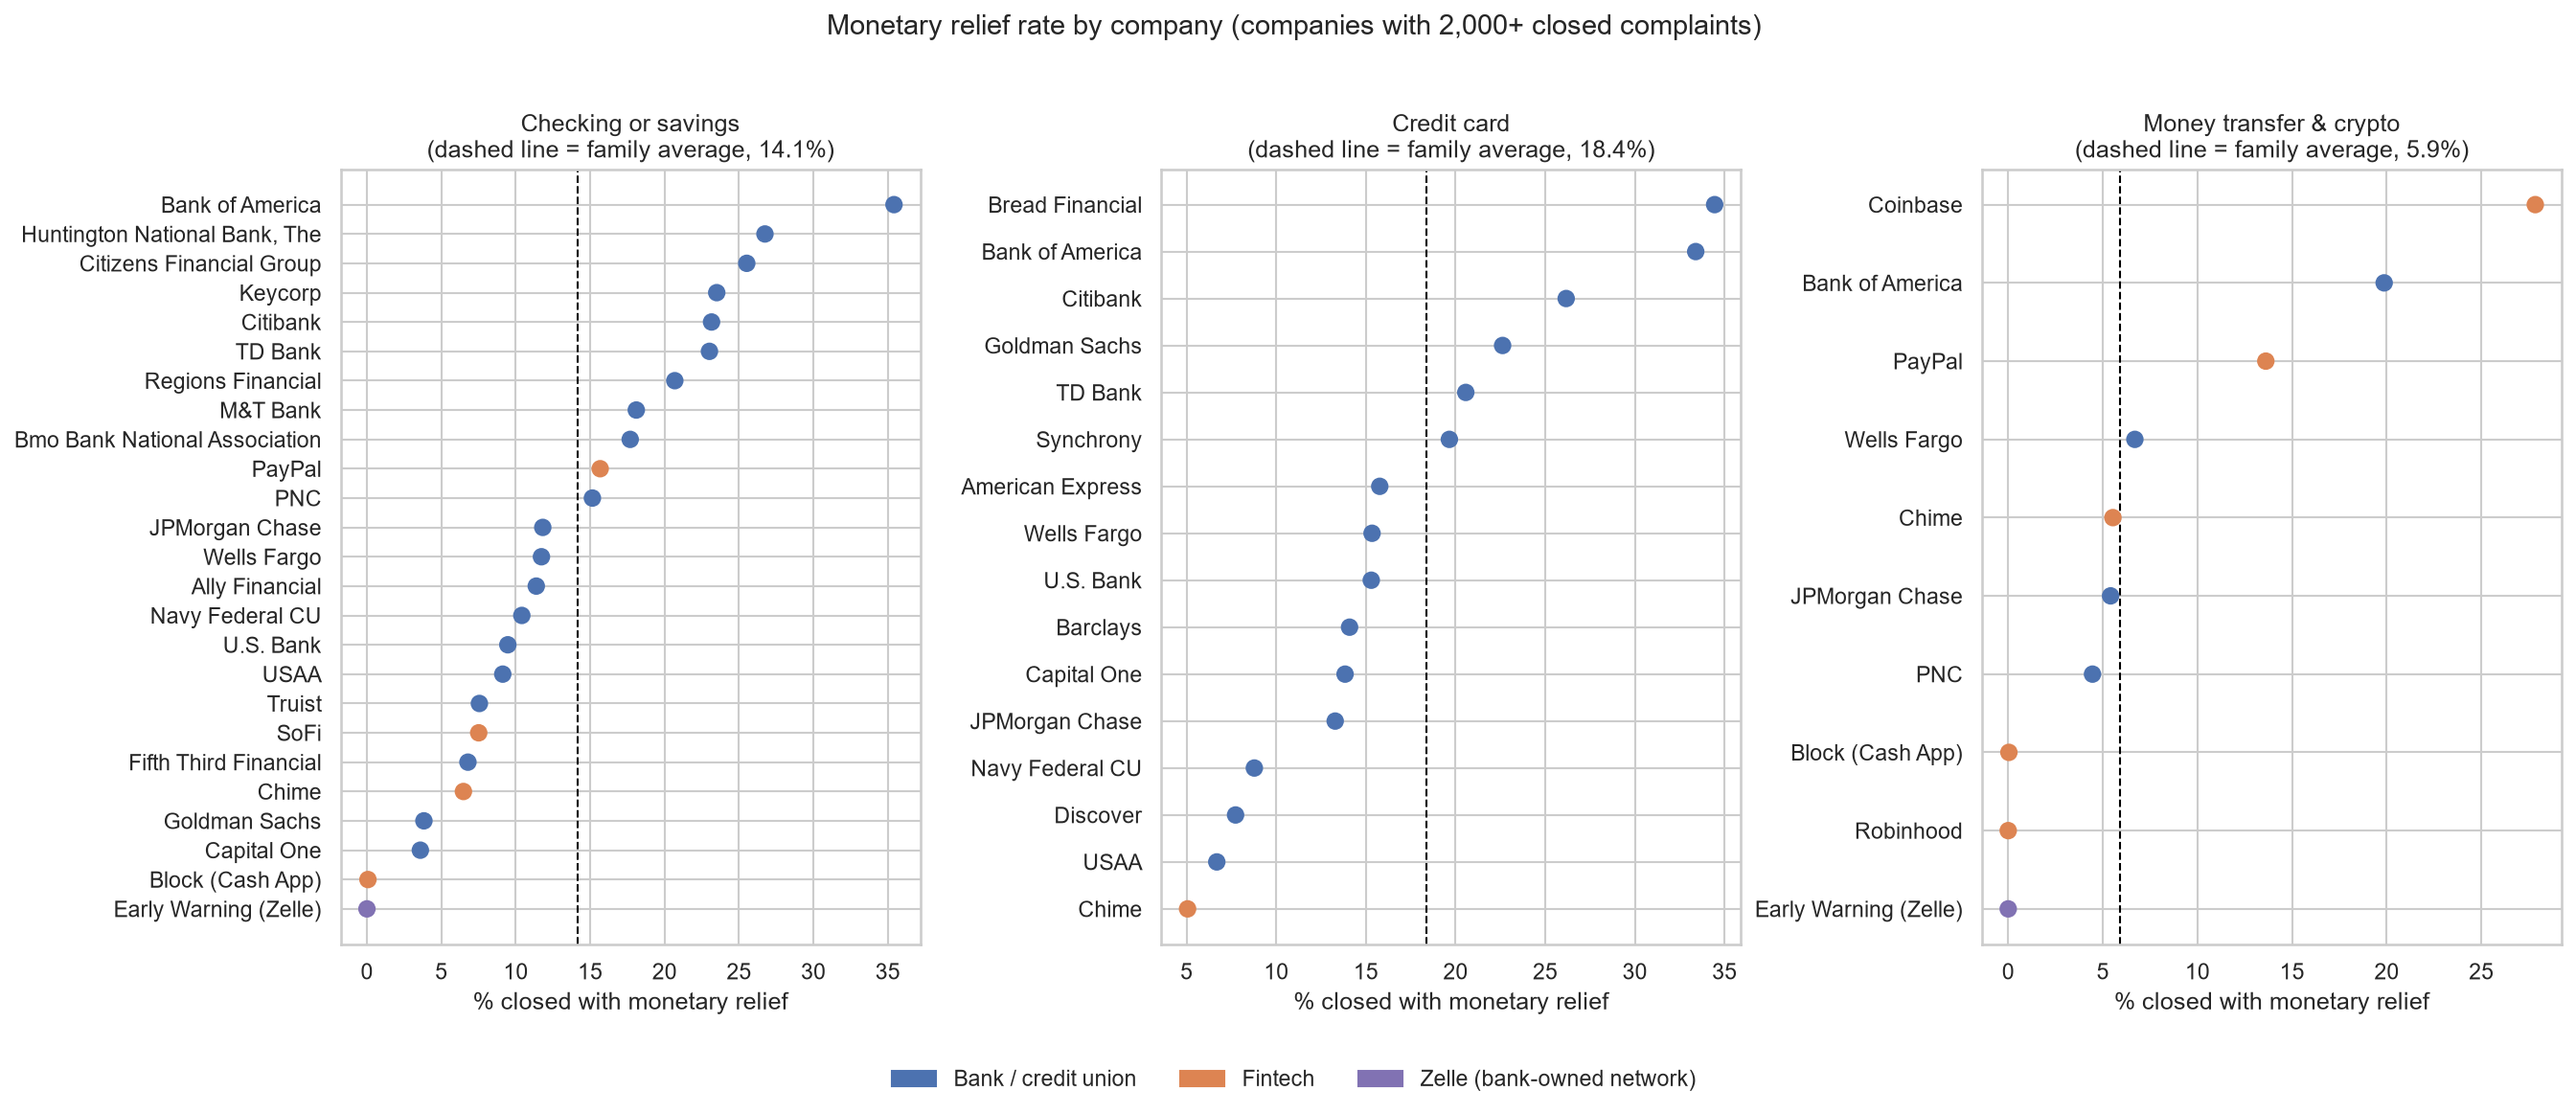 Monetary relief rate by company (companies with 2,000+ closed complaints)
Checking or savings
(dashed line = family average, 14.1%)
Bank of America
Huntington National Bank, The
Citizens Financial Group
Keycorp
Citibank
TD Bank
Regions Financial
M&T Bank
Bmo Bank National Association
PayPal
PNC
JPMorgan Chase
Wells Fargo
Ally Financial
Navy Federal CU
U.S. Bank
USAA
Truist
SoFi
Fifth Third Financial
Chime
Goldman Sachs
Capital One
Block (Cash App)
Early Warning (Zelle)
0 5 10 15 20 25 30 35
% closed with monetary relief
Credit card
(dashed line = family average, 18.4%)
Bread Financial
Bank of America
Citibank
Goldman Sachs
TD Bank
Synchrony
American Express
Wells Fargo
U.S. Bank
Barclays
Capital One
JPMorgan Chase
Navy Federal CU
Discover
USAA
Chime
5 10 15 20 25 30 35
% closed with monetary relief
Money transfer & crypto
(dashed line = family average, 5.9%)
Coinbase
Bank of America
PayPal
Wells Fargo
Chime
JPMorgan Chase
PNC
Block (Cash App)
Robinhood
Early Warning (Zelle)
0 5 10 15 20 25
% closed with monetary relief
Bank / credit union
Fintech
Zelle (bank-owned network)